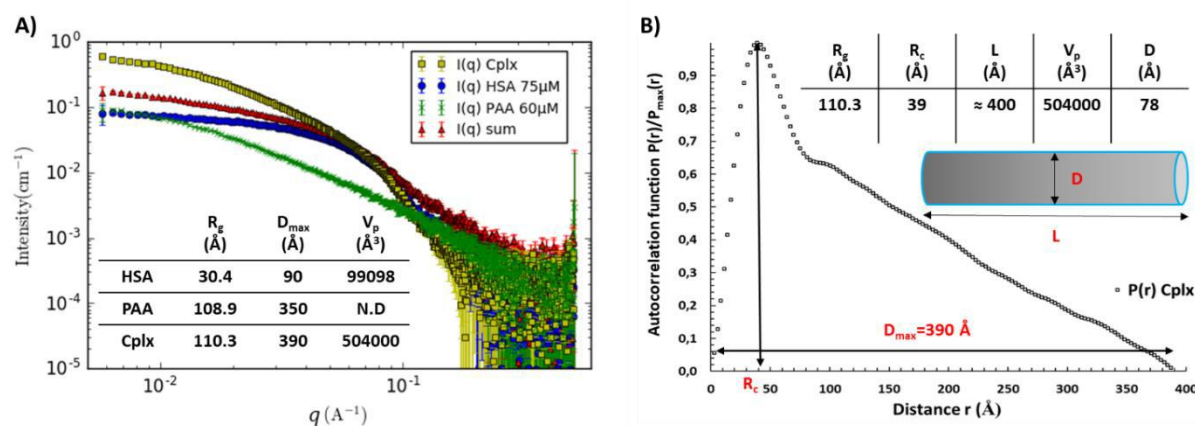 A)
10^0
10^-1
10^-2
10^-3
10^-4
10^-5
Intensity(cm^-1)
I(q) Cplx
I(q) HSA 75μM
I(q) PAA 60μM
I(q) sum
Rg (Å) Dmax (Å) Vp (Å³)
HSA 30.4 90 99098
PAA 108.9 350 N.D
Cplx 110.3 390 504000
10^-2 10^-1
q (A^-1)
B)
Autocorrelation function P(r)/Pmax(r)
0,9
0,8
0,7
0,6
0,5
0,4
0,3
0,2
0,1
0,0
Rg (Å) Rc (Å) L (Å) Vp (Å³) D (Å)
110.3 39 ≈ 400 504000 78
D
L
P(r) Cplx
Dmax=390 Å
Rc
0 50 100 150 200 250 300 350 400
Distance r (Å)